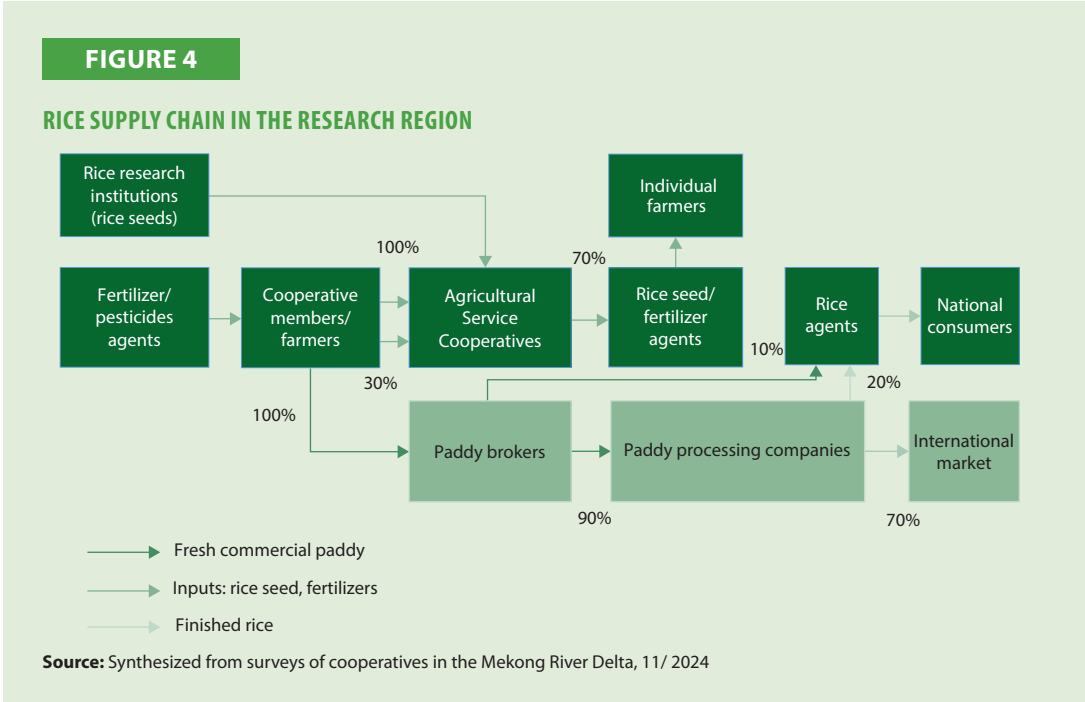 FIGURE 4
RICE SUPPLY CHAIN IN THE RESEARCH REGION
Rice research
institutions
(rice seeds)
Individual
farmers
100%
70%
Fertilizer/
pesticides
agents
Cooperative
members/
farmers
Agricultural
Service
Cooperatives
Rice seed/
fertilizer
agents
Rice
agents
National
consumers
10%
30%
20%
100%
Paddy brokers
Paddy processing companies
International
market
90%
70%
Fresh commercial paddy
Inputs: rice seed, fertilizers
Finished rice
Source: Synthesized from surveys of cooperatives in the Mekong River Delta, 11/ 2024